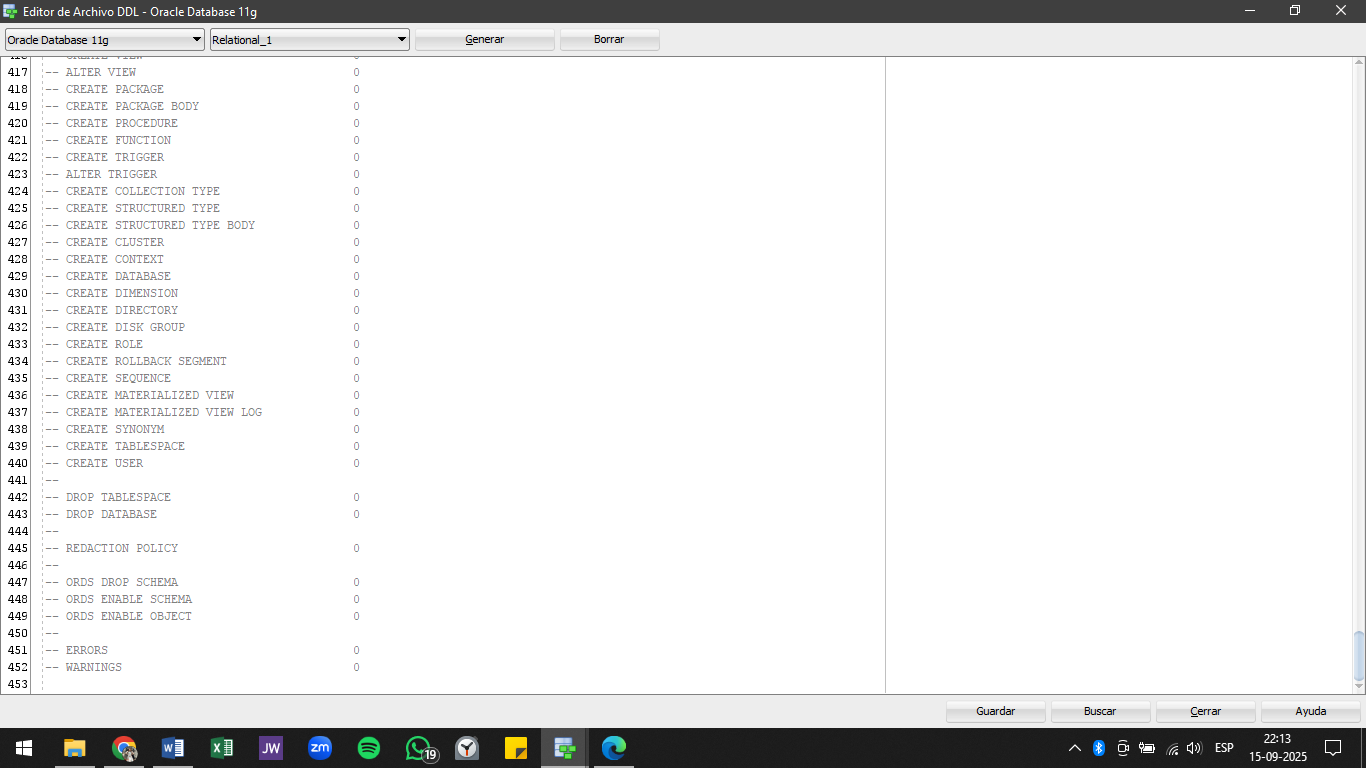 Editor de Archivo DDL - Oracle Database 11g
Oracle Database 11g Relational_1 Generar Borrar
416 -- CREATE VIEW 0
417 -- ALTER VIEW 0
418 -- CREATE PACKAGE 0
419 -- CREATE PACKAGE BODY 0
420 -- CREATE PROCEDURE 0
421 -- CREATE FUNCTION 0
422 -- CREATE TRIGGER 0
423 -- ALTER TRIGGER 0
424 -- CREATE COLLECTION TYPE 0
425 -- CREATE STRUCTURED TYPE 0
426 -- CREATE STRUCTURED TYPE BODY 0
427 -- CREATE CLUSTER 0
428 -- CREATE CONTEXT 0
429 -- CREATE DATABASE 0
430 -- CREATE DIMENSION 0
431 -- CREATE DIRECTORY 0
432 -- CREATE DISK GROUP 0
433 -- CREATE ROLE 0
434 -- CREATE ROLLBACK SEGMENT 0
435 -- CREATE SEQUENCE 0
436 -- CREATE MATERIALIZED VIEW 0
437 -- CREATE MATERIALIZED VIEW LOG 0
438 -- CREATE SYNONYM 0
439 -- CREATE TABLESPACE 0
440 -- CREATE USER 0
441 --
442 -- DROP TABLESPACE 0
443 -- DROP DATABASE 0
444 --
445 -- REDACTION POLICY 0
446 --
447 -- ORDS DROP SCHEMA 0
448 -- ORDS ENABLE SCHEMA 0
449 -- ORDS ENABLE OBJECT 0
450 --
451 -- ERRORS 0
452 -- WARNINGS 0
453
Guardar Buscar Cerrar Ayuda
JW zm 19 ESP 22:13
15-09-2025